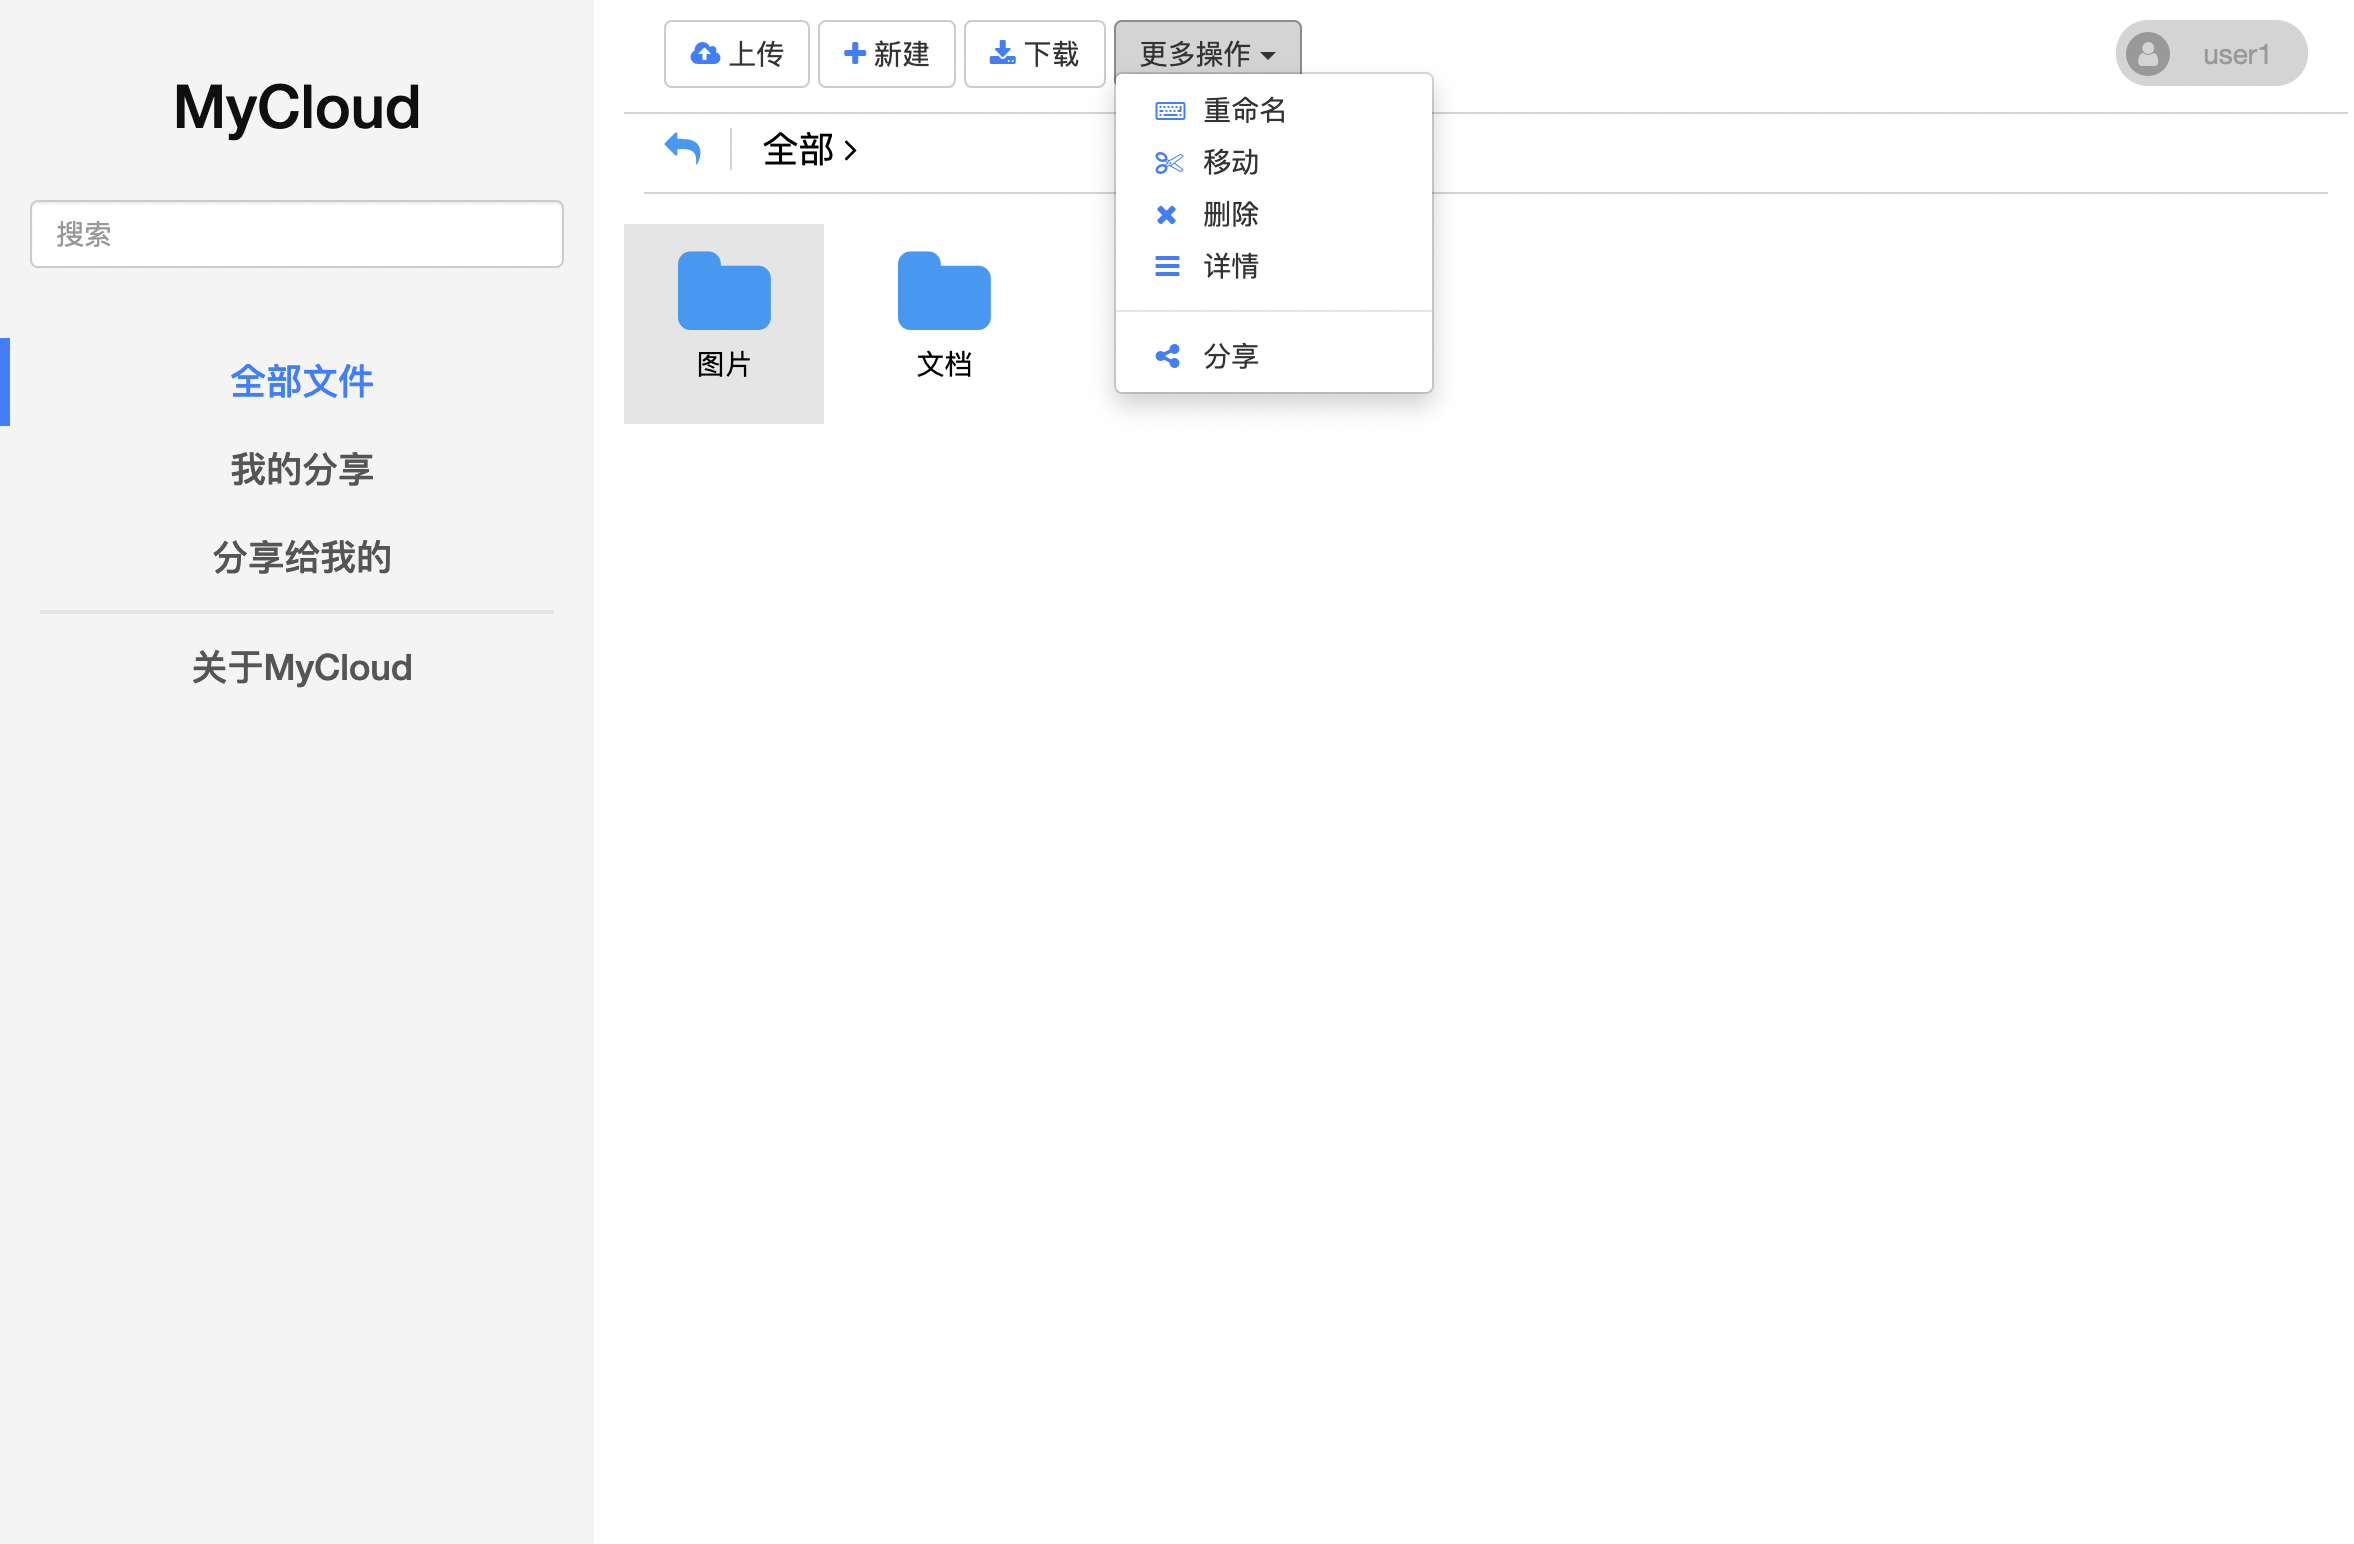 MyCloud
搜索
全部文件
我的分享
分享给我的
关于MyCloud
上传 新建 下载 更多操作 user1
全部 >
重命名
移动
删除
详情
分享
图片 文档